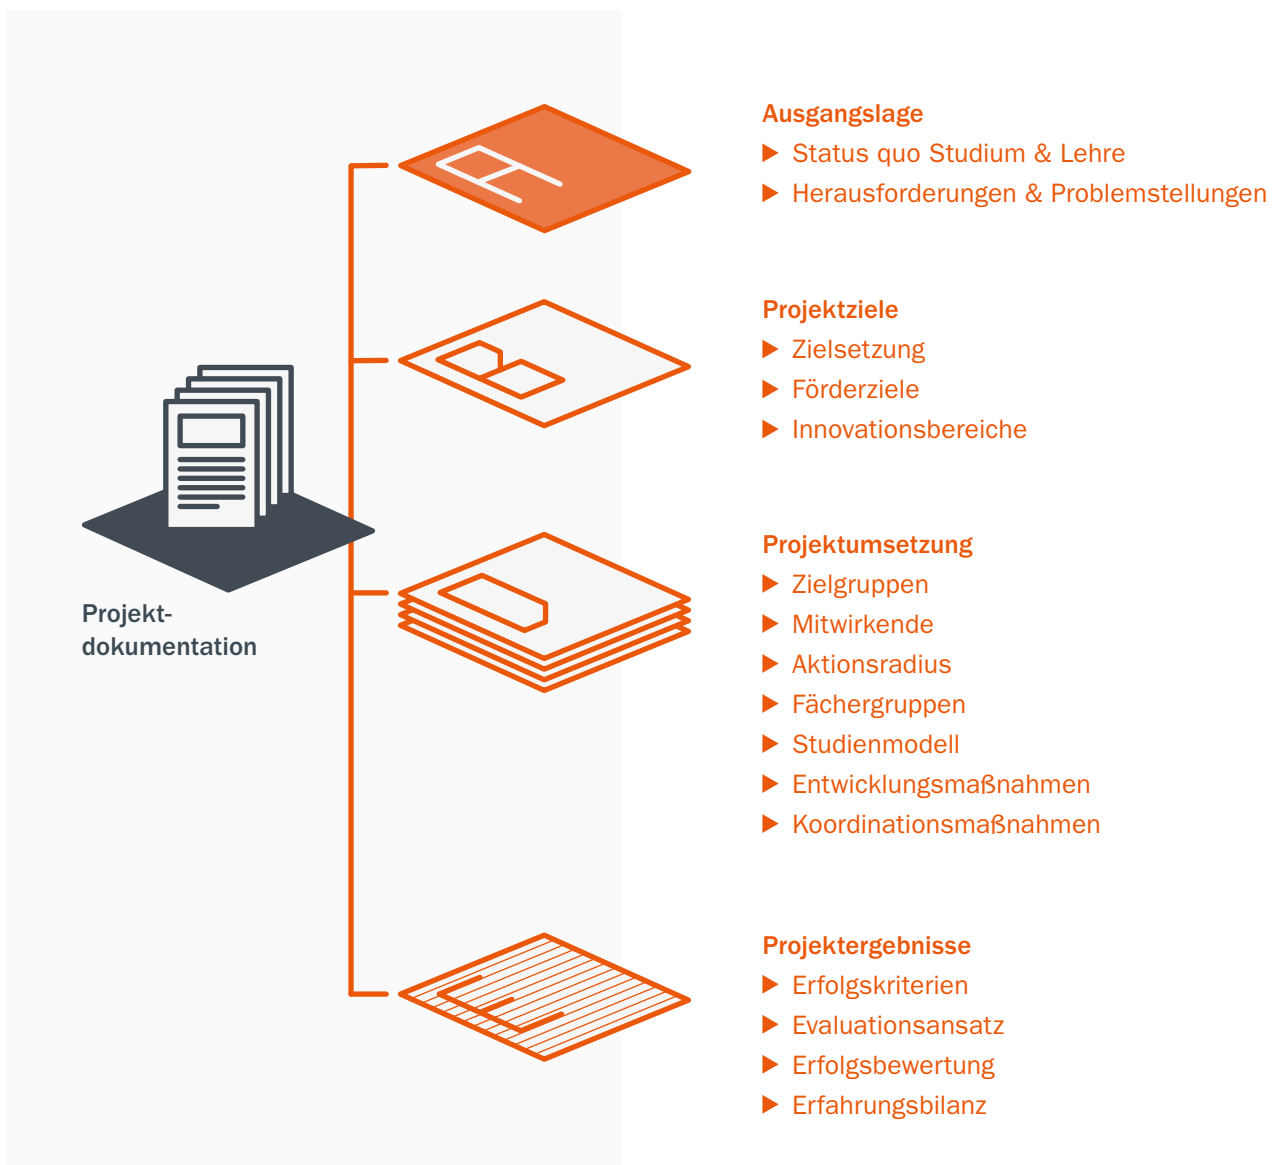 Ausgangslage
Status quo Studium & Lehre
Herausforderungen & Problemstellungen
Projektziele
Zielsetzung
Förderziele
Innovationsbereiche
Projekt-
dokumentation
Projektumsetzung
Zielgruppen
Mitwirkende
Aktionsradius
Fächergruppen
Studienmodell
Entwicklungsmaßnahmen
Koordinationsmaßnahmen
Projektergebnisse
Erfolgskriterien
Evaluationsansatz
Erfolgsbewertung
Erfahrungsbilanz
A
B
D
E